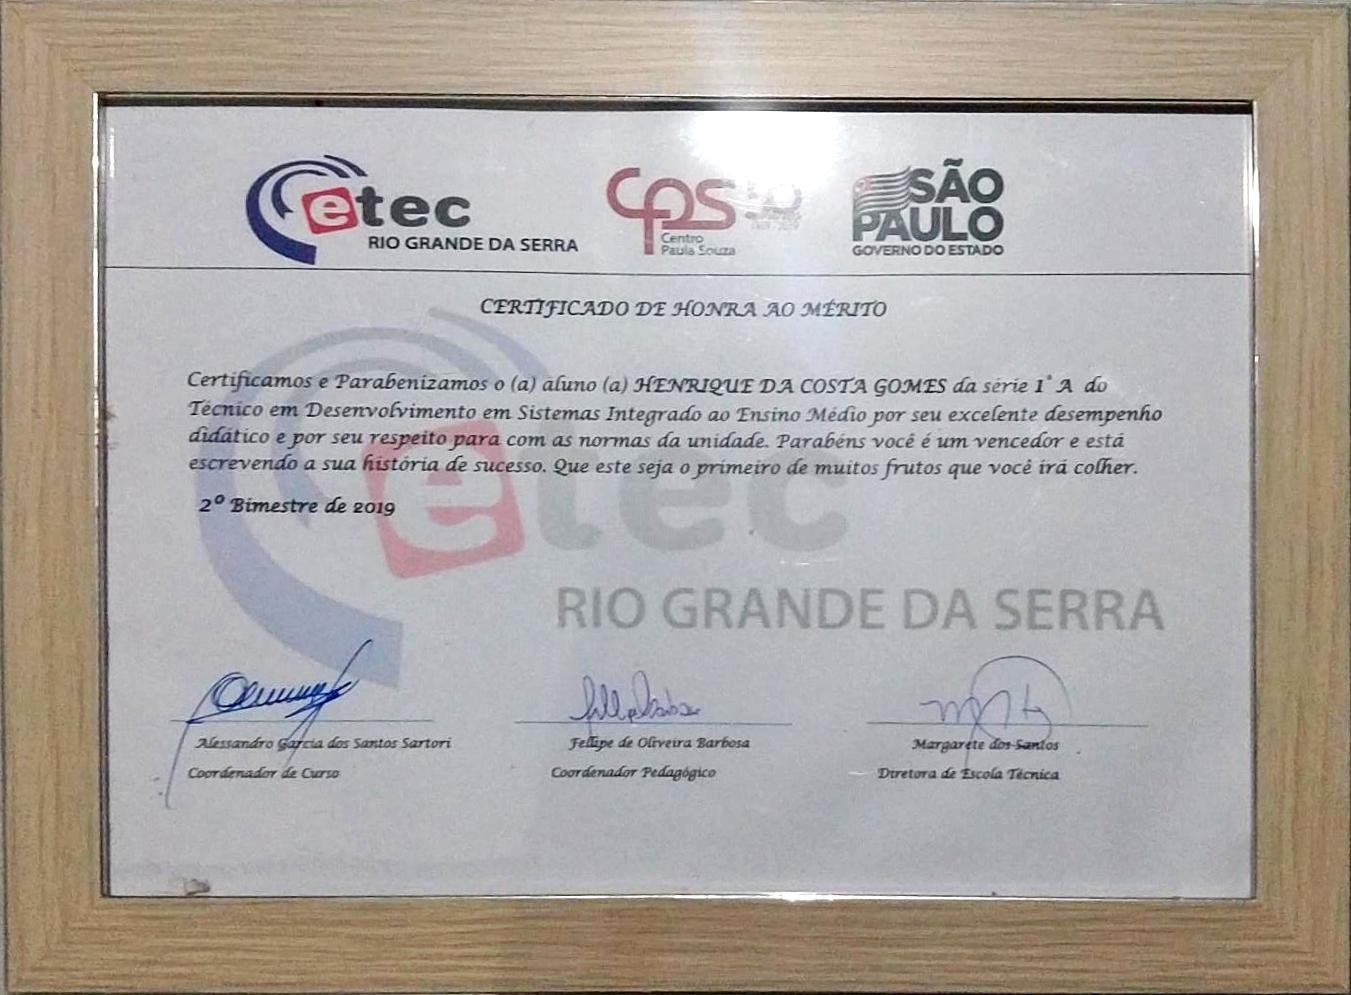 etec
RIO GRANDE DA SERRA
cps 50
Centro
Paula Souza
SÃO
PAULO
GOVERNO DO ESTADO
CERTIFICADO DE HONRA AO MÉRITO
Certificamos e Parabenizamos o (a) aluno (a) HENRIQUE DA COSTA GOMES da série 1° A do
Técnico em Desenvolvimento em Sistemas Integrado ao Ensino Médio por seu excelente desempenho
didático e por seu respeito para com as normas da unidade. Parabéns você é um vencedor e está
escrevendo a sua história de sucesso. Que este seja o primeiro de muitos frutos que você irá colher.
2º Bimestre de 2019
etec
RIO GRANDE DA SERRA
Alessandro Garcia dos Santos Sartori
Coordenador de Curso
Fellipe de Oliveira Barbosa
Coordenador Pedagógico
Margarete dos Santos
Diretora de Escola Técnica